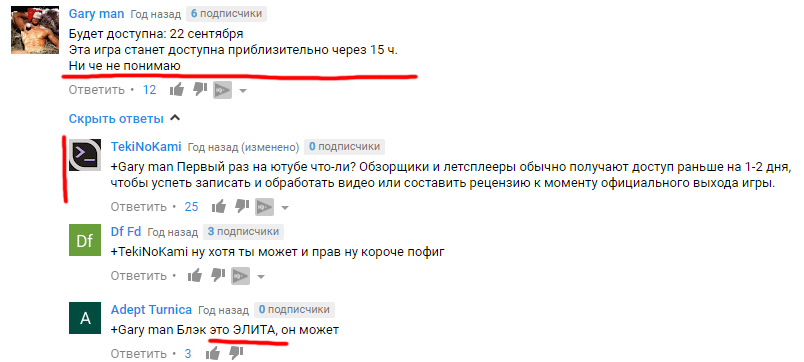 Gary man Год назад 6 подписчики
Будет доступна: 22 сентября
Эта игра станет доступна приблизительно через 15 ч.
Ни че не понимаю
Ответить • 12
Скрыть ответы
TekiNoKami Год назад (изменено) 0 подписчики
+Gary man Первый раз на ютубе что-ли? Обзорщики и летсплееры обычно получают доступ раньше на 1-2 дня,
чтобы успеть записать и обработать видео или составить рецензию к моменту официального выхода игры.
Ответить • 25
Df
Df Fd Год назад 3 подписчики
+TekiNoKami ну хотя ты может и прав ну короче пофиг
Ответить •
A
Adept Turnica Год назад 0 подписчики
+Gary man Блэк это ЭЛИТА, он может
Ответить • 3